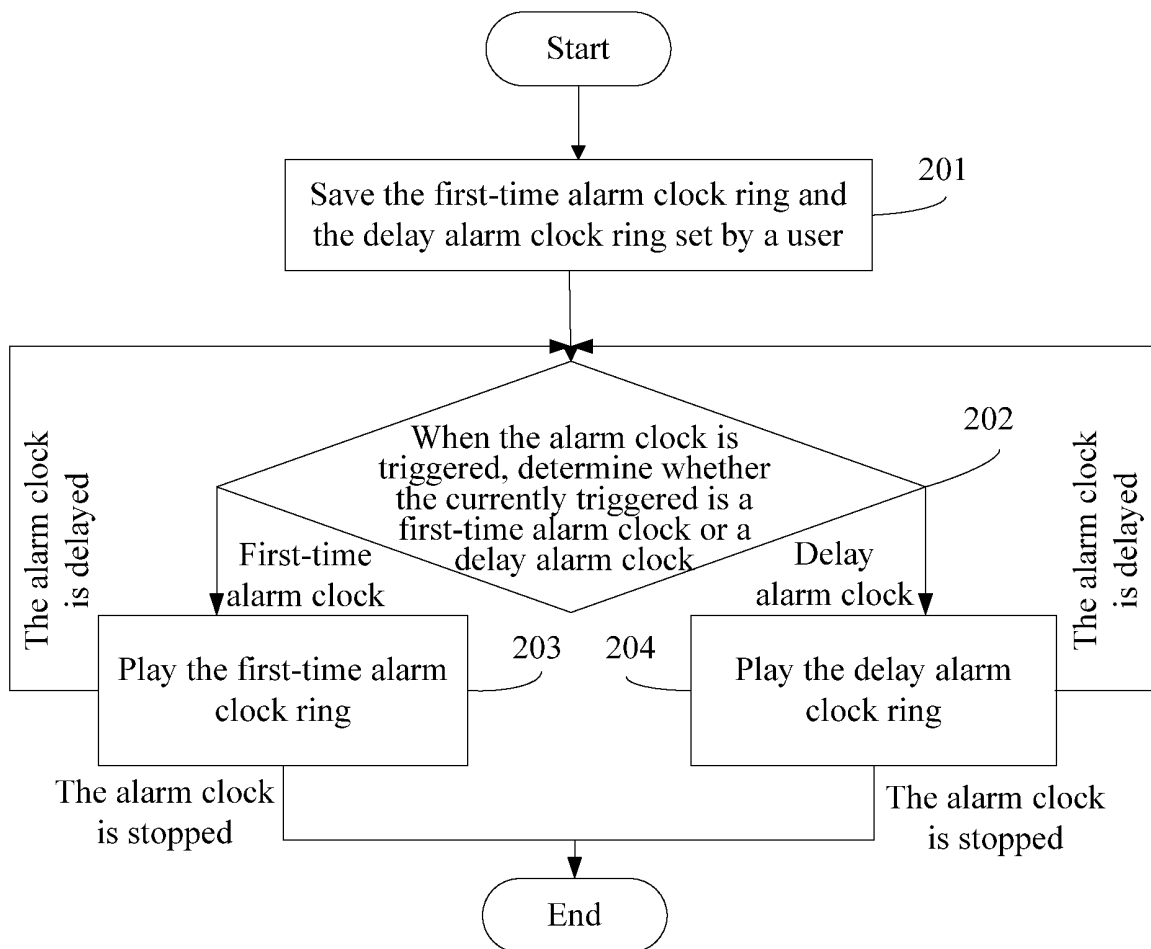 Start
201
Save the first-time alarm clock ring and
the delay alarm clock ring set by a user
202
When the alarm clock is
triggered, determine whether
the currently triggered is a
first-time alarm clock or a
delay alarm clock
The alarm clock
is delayed
First-time
alarm clock
Delay
alarm clock
The alarm clock
is delayed
203
204
Play the first-time alarm
clock ring
Play the delay alarm
clock ring
The alarm clock
is stopped
The alarm clock
is stopped
End